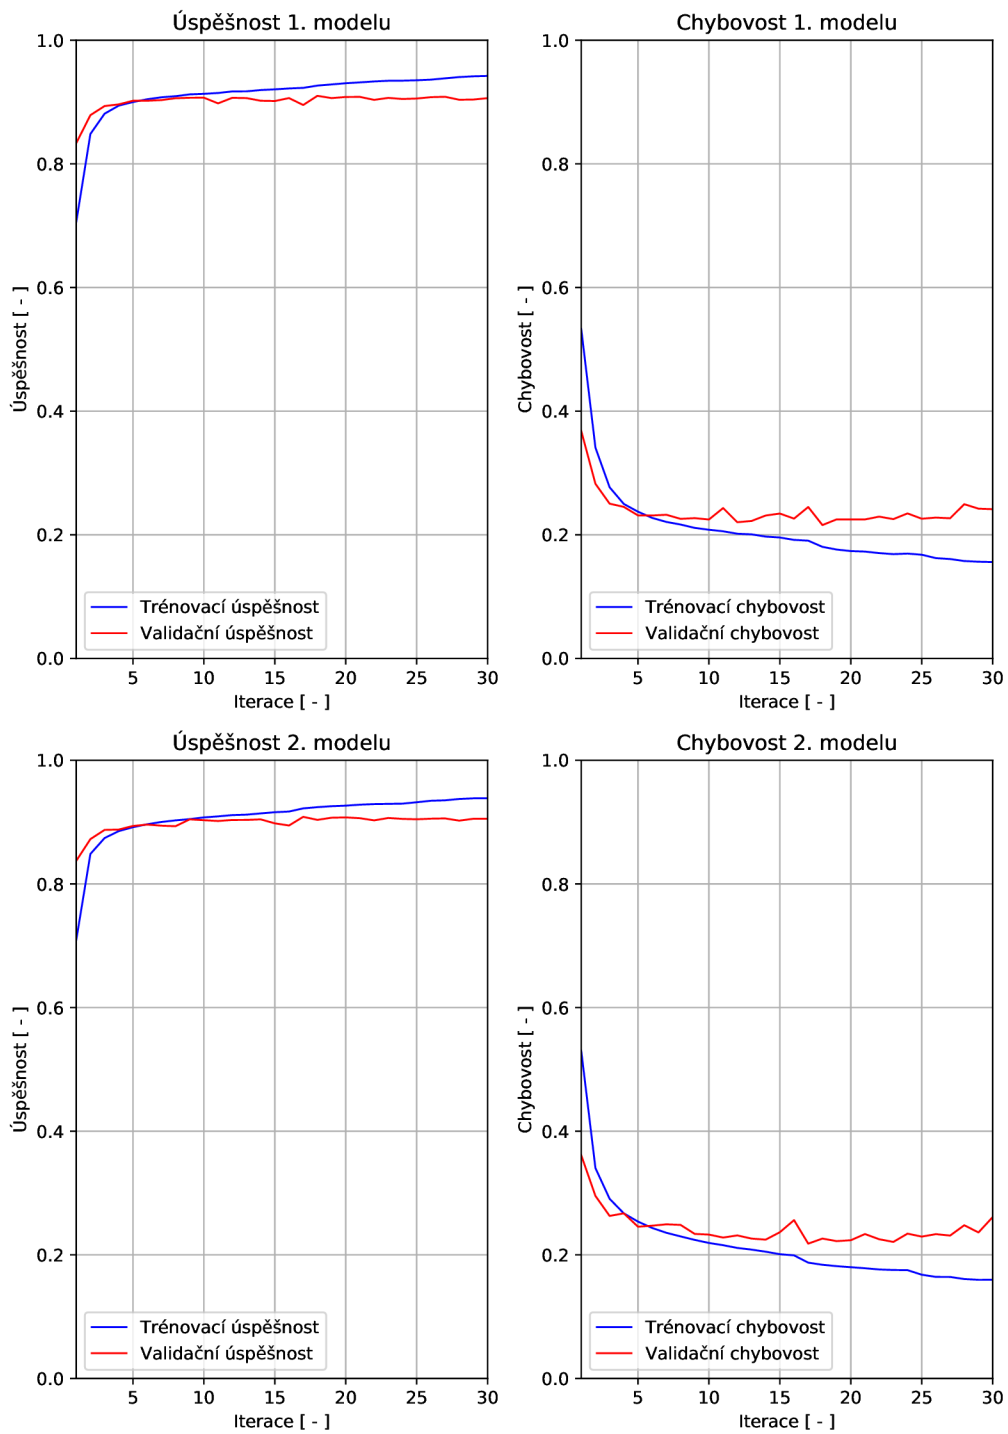 Úspěšnost 1. modelu
1.0
0.8
0.6
0.4
0.2
0.0
Úspěšnost [ - ]
Trénovací úspěšnost
Validační úspěšnost
5 10 15 20 25 30
Iterace [ - ]
Chybovost 1. modelu
1.0
0.8
0.6
0.4
0.2
0.0
Chybovost [ - ]
Trénovací chybovost
Validační chybovost
5 10 15 20 25 30
Iterace [ - ]
Úspěšnost 2. modelu
1.0
0.8
0.6
0.4
0.2
0.0
Úspěšnost [ - ]
Trénovací úspěšnost
Validační úspěšnost
5 10 15 20 25 30
Iterace [ - ]
Chybovost 2. modelu
1.0
0.8
0.6
0.4
0.2
0.0
Chybovost [ - ]
Trénovací chybovost
Validační chybovost
5 10 15 20 25 30
Iterace [ - ]